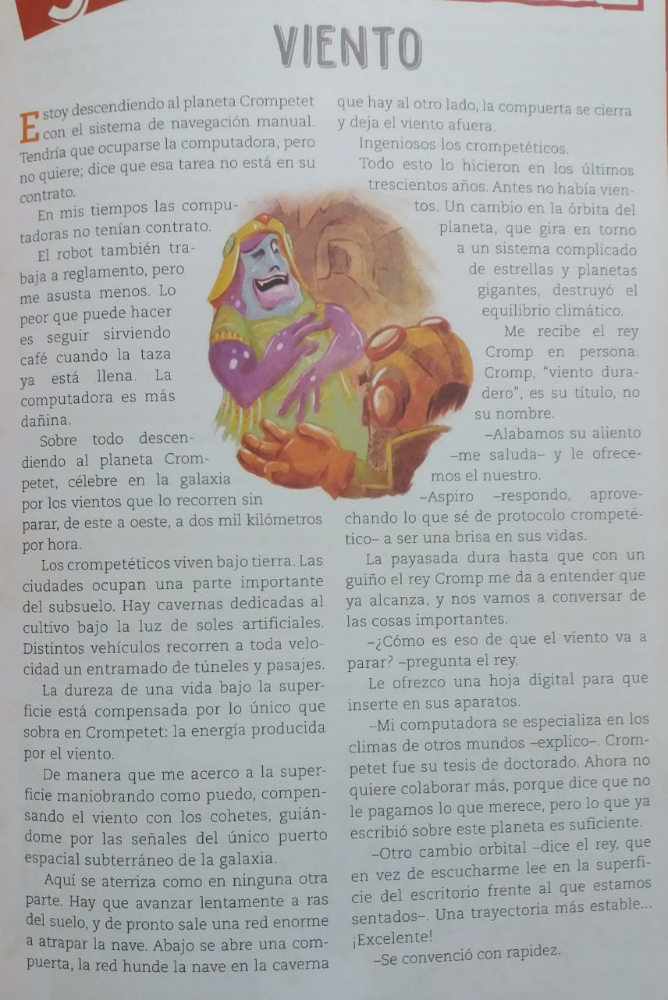 VIENTO
Estoy descendiendo al planeta Crompetet
con el sistema de navegación manual.
Tendría que ocuparse la computadora, pero
no quiere; dice que esa tarea no está en su
contrato.
En mis tiempos las compu-
tadoras no tenían contrato.
El robot también tra-
baja a reglamento, pero
me asusta menos. Lo
peor que puede hacer
es seguir sirviendo
café cuando la taza
ya está llena. La
computadora es más
dañina.
Sobre todo descen-
diendo al planeta Crom-
petet, célebre en la galaxia
por los vientos que lo recorren sin
parar, de este a oeste, a dos mil kilómetros
por hora.
Los crompetéticos viven bajo tierra. Las
ciudades ocupan una parte importante
del subsuelo. Hay cavernas dedicadas al
cultivo bajo la luz de soles artificiales.
Distintos vehículos recorren a toda velo-
cidad un entramado de túneles y pasajes.
La dureza de una vida bajo la super-
ficie está compensada por lo único que
sobra en Crompetet: la energía producida
por el viento.
De manera que me acerco a la super-
ficie maniobrando como puedo, compen-
sando el viento con los cohetes, guián-
dome por las señales del único puerto
espacial subterráneo de la galaxia.
Aquí se aterriza como en ninguna otra
parte. Hay que avanzar lentamente a ras
del suelo, y de pronto sale una red enorme
a atrapar la nave. Abajo se abre una com-
puerta, la red hunde la nave en la caverna
que hay al otro lado, la compuerta se cierra
y deja el viento afuera.
Ingeniosos los crompetéticos.
Todo esto lo hicieron en los últimos
trescientos años. Antes no había vien-
tos. Un cambio en la órbita del
planeta, que gira en torno
a un sistema complicado
de estrellas y planetas
gigantes, destruyó el
equilibrio climático.
Me recibe el rey
Cromp en persona.
Cromp, “viento dura-
dero”, es su título, no
su nombre.
–Alabamos su aliento
–me saluda– y le ofrece-
mos el nuestro.
–Aspiro –respondo, aprove-
chando lo que sé de protocolo crompeté-
tico– a ser una brisa en sus vidas.
La payasada dura hasta que con un
guiño el rey Cromp me da a entender que
ya alcanza, y nos vamos a conversar de
las cosas importantes.
–¿Cómo es eso de que el viento va a
parar? –pregunta el rey.
Le ofrezco una hoja digital para que
inserte en sus aparatos.
–Mi computadora se especializa en los
climas de otros mundos –explico–. Crom-
petet fue su tesis de doctorado. Ahora no
quiere colaborar más, porque dice que no
le pagamos lo que merece, pero lo que ya
escribió sobre este planeta es suficiente.
–Otro cambio orbital –dice el rey, que
en vez de escucharme lee en la superfi-
cie del escritorio frente al que estamos
sentados–. Una trayectoria más estable...
¡Excelente!
–Se convenció con rapidez.